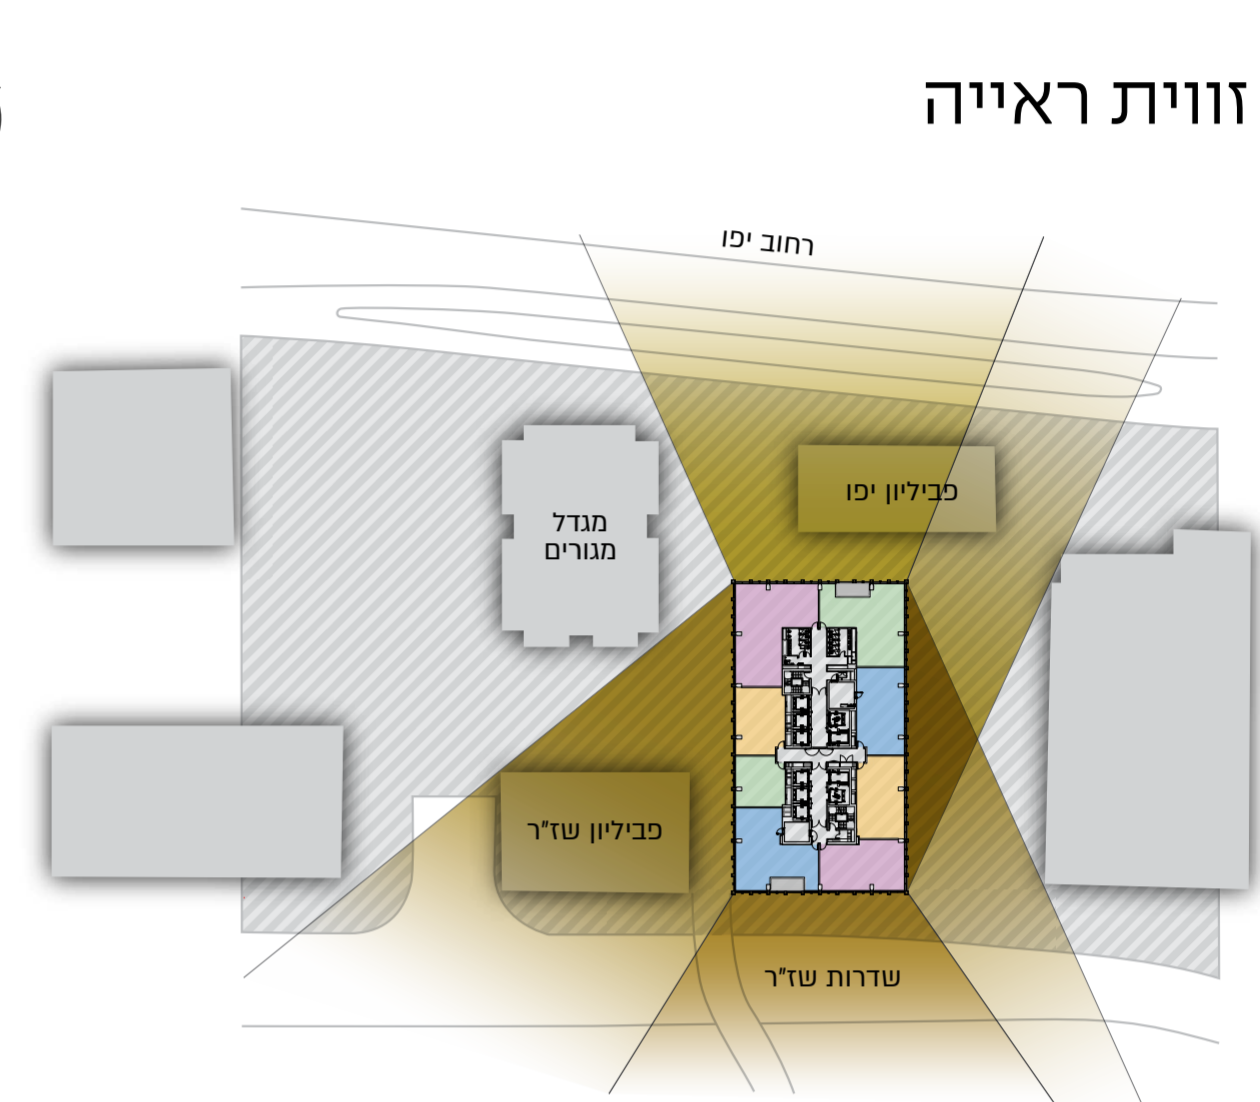 זווית ראייה
רחוב יפו
פביליון יפו
מגדל
מגורים
פביליון שז"ר
שדרות שז"ר